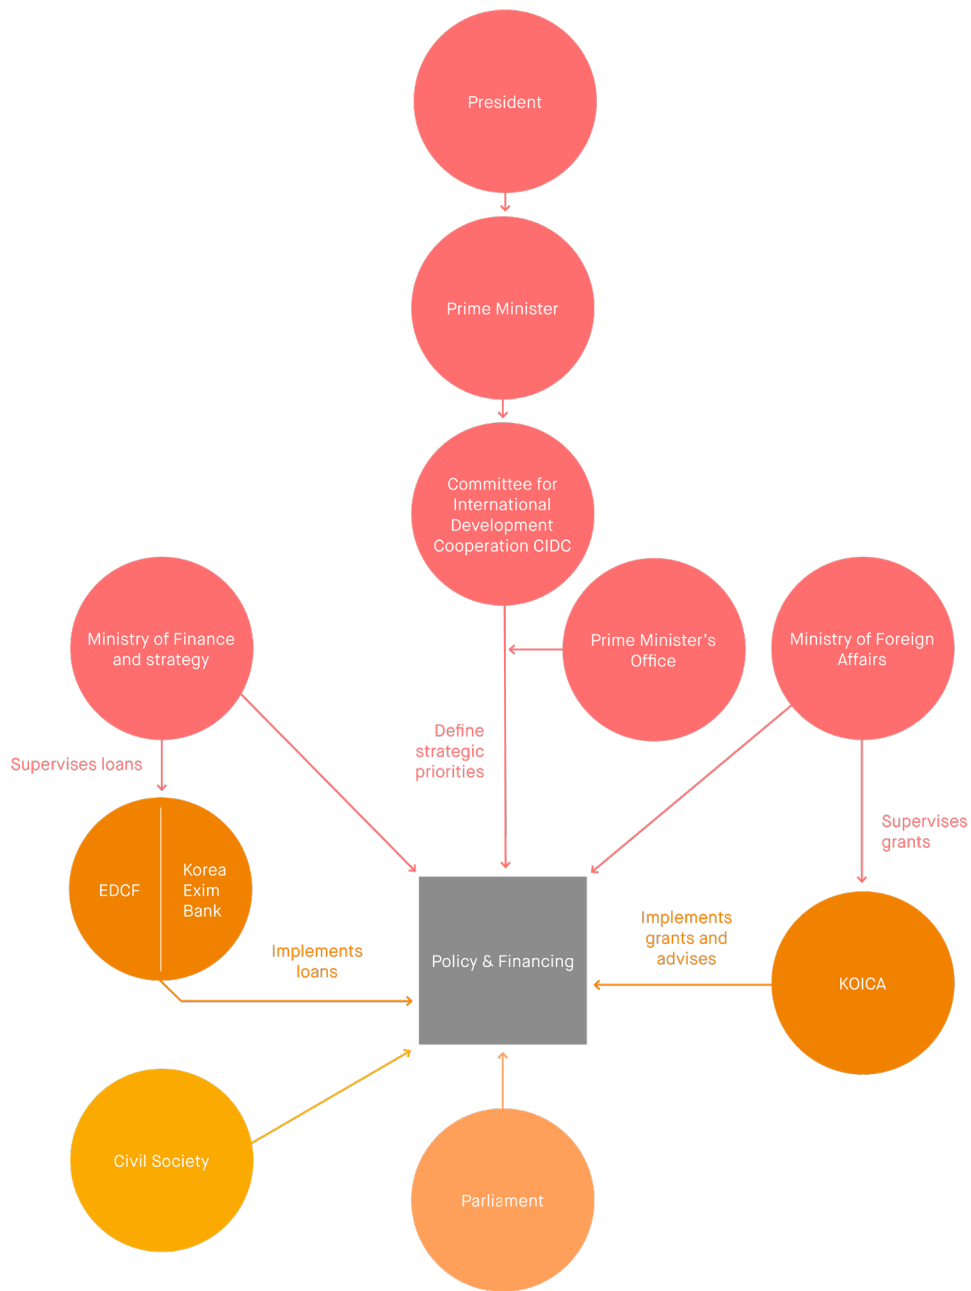 President
Prime Minister
Committee for
International
Development
Cooperation CIDC
Ministry of Finance
and strategy
Prime Minister's
Office
Ministry of Foreign
Affairs
Define
strategic
priorities
Supervises loans
Supervises
grants
EDCF
Korea
Exim
Bank
Implements
loans
Policy & Financing
Implements
grants and
advises
KOICA
Civil Society
Parliament